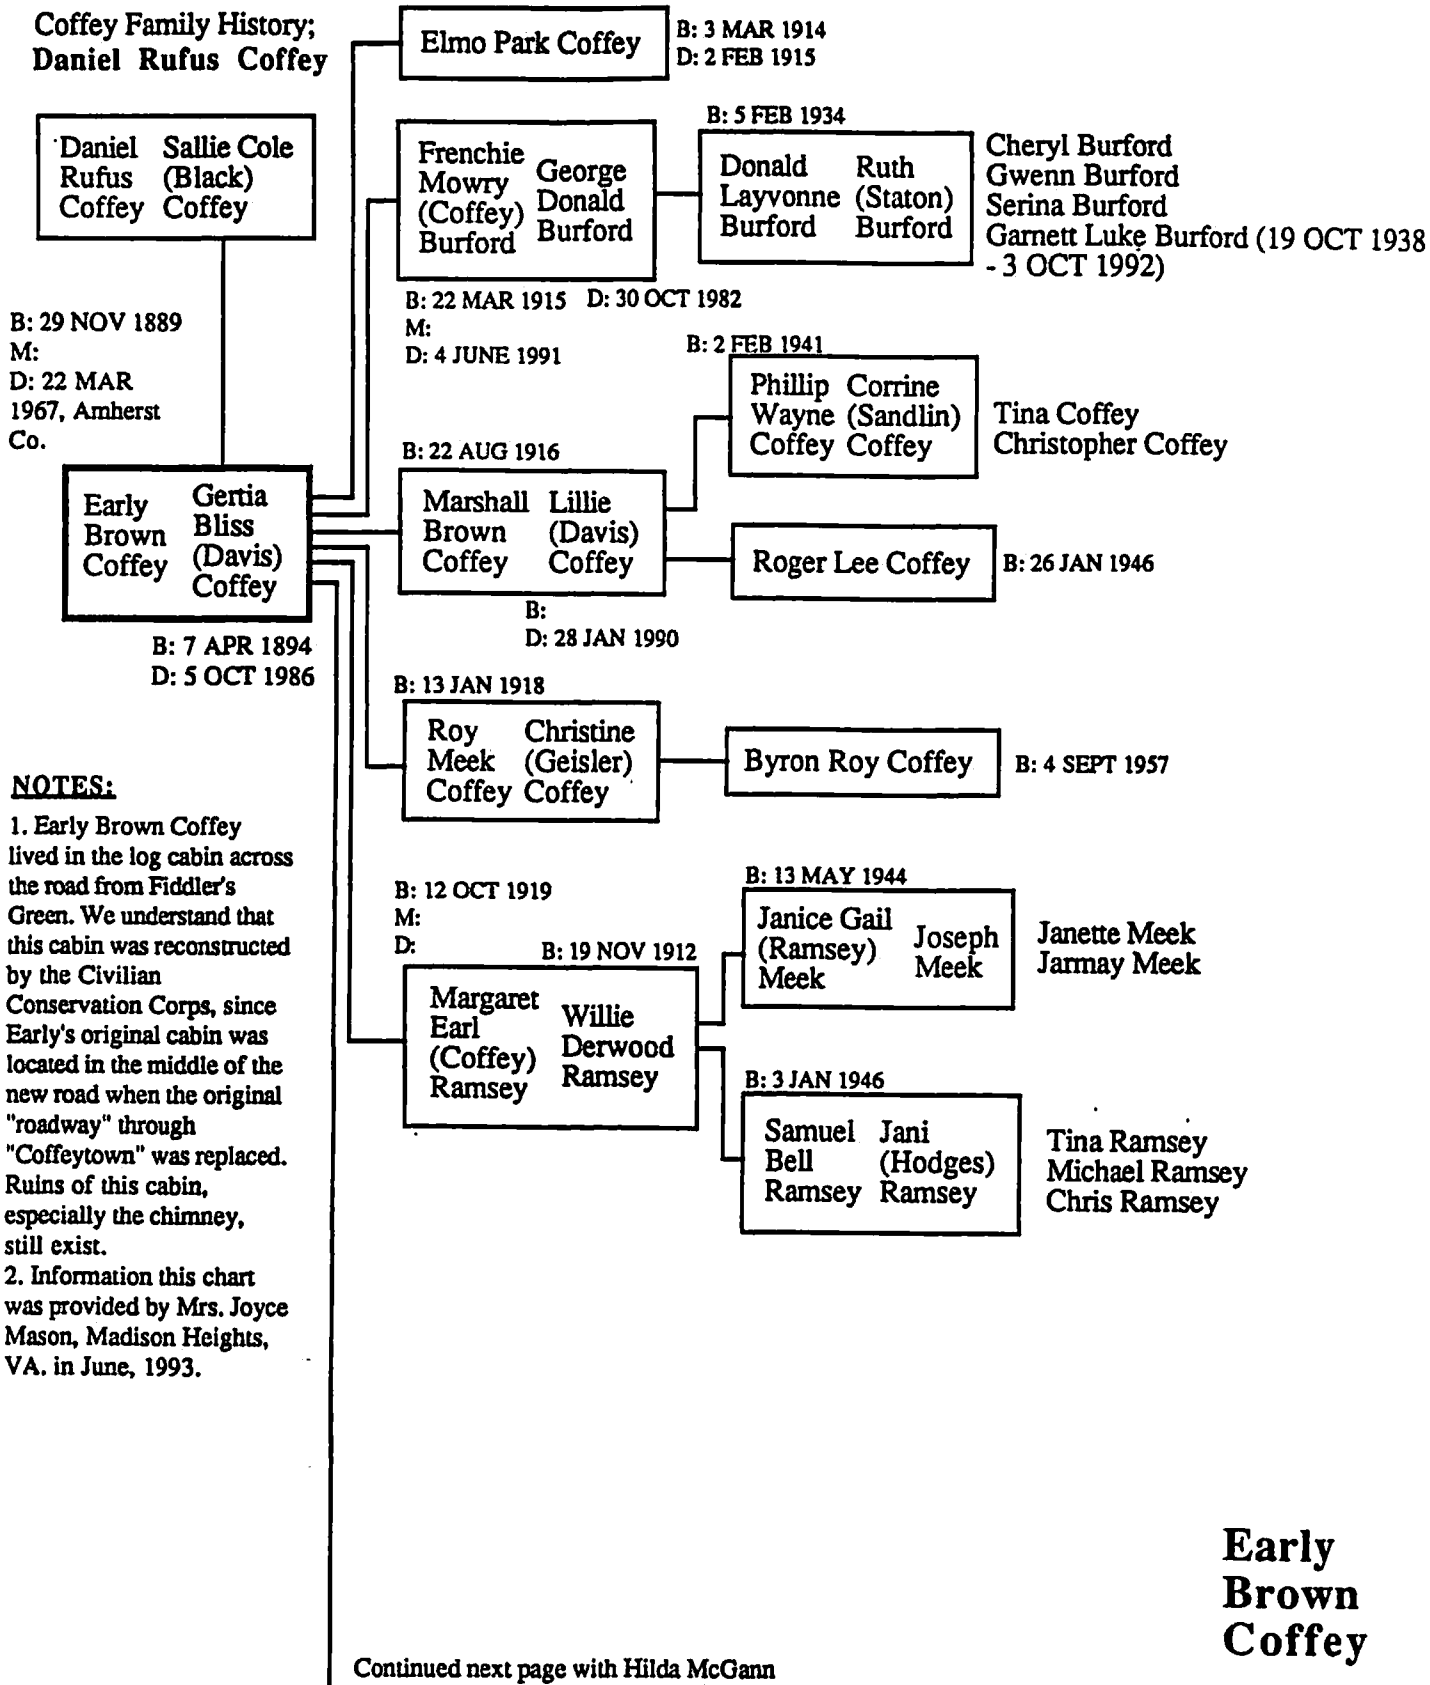 Coffey Family History;
Daniel Rufus Coffey
Daniel
Rufus
Coffey
Sallie Cole
(Black)
Coffey
B: 29 NOV 1889
M:
D: 22 MAR
1967, Amherst
Co.
Early
Brown
Coffey
Gertia
Bliss
(Davis)
Coffey
B: 7 APR 1894
D: 5 OCT 1986
NOTES:
1. Early Brown Coffey
lived in the log cabin across
the road from Fiddler's
Green. We understand that
this cabin was reconstructed
by the Civilian
Conservation Corps, since
Early's original cabin was
located in the middle of the
new road when the original
"roadway" through
"Coffeytown" was replaced.
Ruins of this cabin,
especially the chimney,
still exist.
2. Information this chart
was provided by Mrs. Joyce
Mason, Madison Heights,
VA. in June, 1993.
Elmo Park Coffey
B: 3 MAR 1914
D: 2 FEB 1915
Frenchie
Mowry
(Coffey)
Burford
George
Donald
Burford
B: 22 MAR 1915
M:
D: 4 JUNE 1991
D: 30 OCT 1982
B: 5 FEB 1934
Donald
Layvonne
Burford
Ruth
(Staton)
Burford
Cheryl Burford
Gwenn Burford
Serina Burford
Garnett Luke Burford (19 OCT 1938
- 3 OCT 1992)
B: 22 AUG 1916
Marshall
Brown
Coffey
Lillie
(Davis)
Coffey
B:
D: 28 JAN 1990
B: 2 FEB 1941
Phillip
Wayne
Coffey
Corrine
(Sandlin)
Coffey
Tina Coffey
Christopher Coffey
Roger Lee Coffey
B: 26 JAN 1946
B: 13 JAN 1918
Roy
Meek
Coffey
Christine
(Geisler)
Coffey
Byron Roy Coffey
B: 4 SEPT 1957
B: 12 OCT 1919
M:
D:
B: 19 NOV 1912
Margaret
Earl
(Coffey)
Ramsey
Willie
Derwood
Ramsey
B: 13 MAY 1944
Janice Gail
(Ramsey)
Meek
Joseph
Meek
Janette Meek
Jarmay Meek
B: 3 JAN 1946
Samuel
Bell
Ramsey
Jani
(Hodges)
Ramsey
Tina Ramsey
Michael Ramsey
Chris Ramsey
Early
Brown
Coffey
Continued next page with Hilda McGann